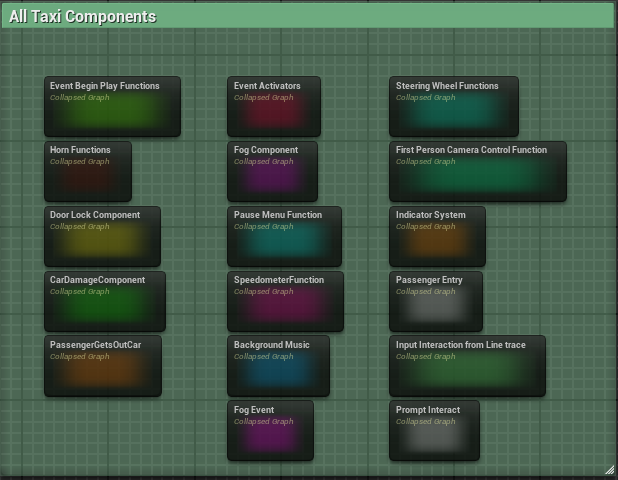 All Taxi Components
Event Begin Play Functions
Collapsed Graph
Event Activators
Collapsed Graph
Steering Wheel Functions
Collapsed Graph
Horn Functions
Collapsed Graph
Fog Component
Collapsed Graph
First Person Camera Control Function
Collapsed Graph
Door Lock Component
Collapsed Graph
Pause Menu Function
Collapsed Graph
Indicator System
Collapsed Graph
CarDamageComponent
Collapsed Graph
SpeedometerFunction
Collapsed Graph
Passenger Entry
Collapsed Graph
PassengerGetsOutCar
Collapsed Graph
Background Music
Collapsed Graph
Input Interaction from Line trace
Collapsed Graph
Fog Event
Collapsed Graph
Prompt Interact
Collapsed Graph